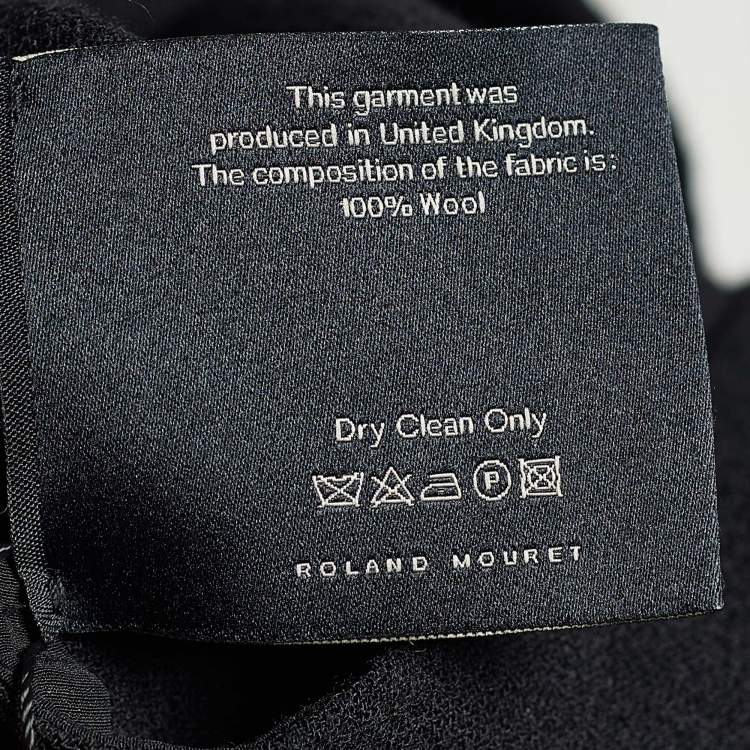 This garment was
produced in United Kingdom.
The composition of the fabric is:
100% Wool
Dry Clean Only
P
ROLAND MOURET